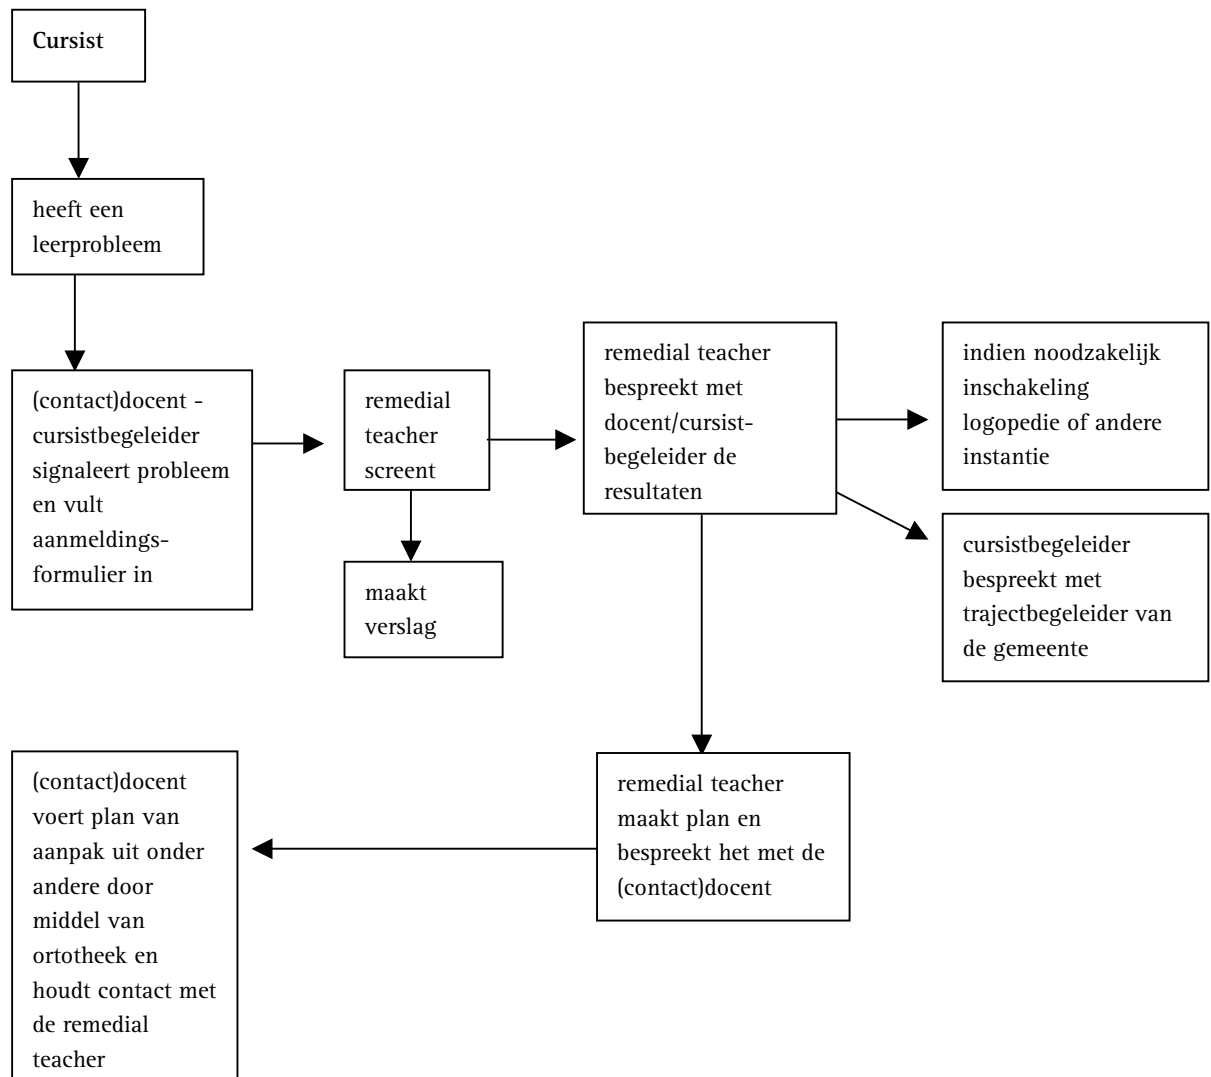 Cursist
heeft een
leerprobleem
(contact)docent -
cursistbegeleider
signaleert probleem
en vult
aanmeldings-
formulier in
remedial
teacher
screent
maakt
verslag
remedial teacher
bespreekt met
docent/cursist-
begeleider de
resultaten
indien noodzakelijk
inschakeling
logopedie of andere
instantie
cursistbegeleider
bespreekt met
trajectbegeleider van
de gemeente
remedial teacher
maakt plan en
bespreekt het met de
(contact)docent
(contact)docent
voert plan van
aanpak uit onder
andere door
middel van
ortotheek en
houdt contact met
de remedial
teacher